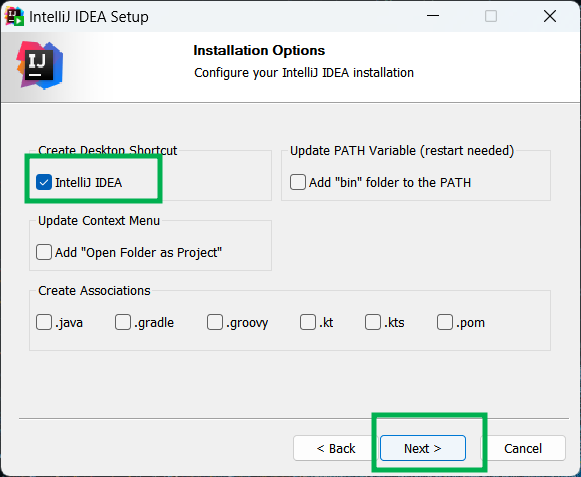 IntelliJ IDEA Setup
IJ
Installation Options
Configure your IntelliJ IDEA installation
Create Desktop Shortcut
IntelliJ IDEA
Update PATH Variable (restart needed)
Add "bin" folder to the PATH
Update Context Menu
Add "Open Folder as Project"
Create Associations
.java .gradle .groovy .kt .kts .pom
< Back Next > Cancel